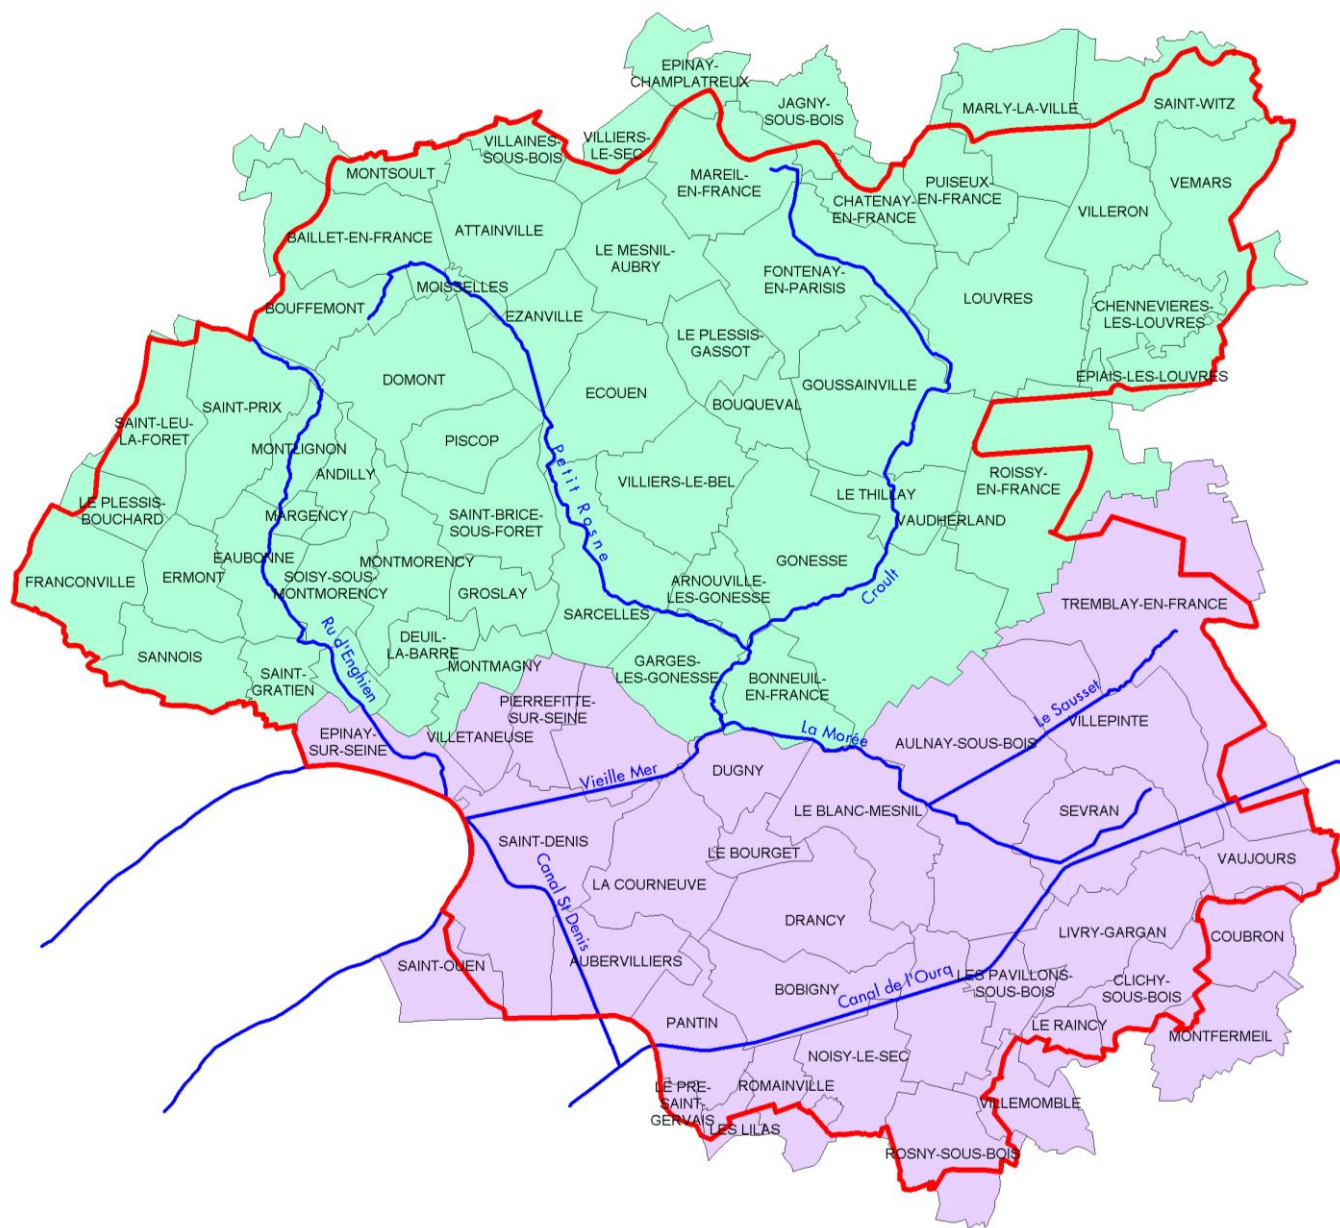 EPINAY-
CHAMPLATREUX
JAGNY-
SOUS-BOIS
MARLY-LA-VILLE
SAINT-WITZ
VILLIERS-
LE-SEC
VILLAINES-
SOUS-BOIS
MONTSOULT
MAREIL-
EN-FRANCE
CHATENAY-
EN-FRANCE
PUISEUX-
EN-FRANCE
VEMARS
VILLERON
BAILLET-EN-FRANCE
ATTAINVILLE
LE MESNIL-
AUBRY
FONTENAY-
EN-PARISIS
LOUVRES
CHENNEVIERES-
LES-LOUVRES
MOISSELLES
BOUFFEMONT
EZANVILLE
LE PLESSIS-
GASSOT
EPIAIS-LES-LOUVRES
DOMONT
ECOUEN
GOUSSAINVILLE
BOUQUEVAL
SAINT-PRIX
SAINT-LEU-
LA-FORET
PISCOP
MONTLIGNON
ANDILLY
Petit Rosne
VILLIERS-LE-BEL
LE THILLAY
ROISSY-
EN-FRANCE
LE PLESSIS-
BOUCHARD
MARGENCY
SAINT-BRICE-
SOUS-FORET
VAUDHERLAND
EAUBONNE
MONTMORENCY
GONESSE
FRANCONVILLE
ERMONT
SOISY-SOUS-
MONTMORENCY
GROSLAY
ARNOUVILLE-
LES-GONESSE
Croult
TREMBLAY-EN-FRANCE
SARCELLES
SANNOIS
Ru d'Enghien
DEUIL-
LA-BARRE
MONTMAGNY
GARGES-
LES-GONESSE
SAINT-
GRATIEN
BONNEUIL-
EN-FRANCE
PIERREFITTE-
SUR-SEINE
Le Sausset
VILLEPINTE
EPINAY-
SUR-SEINE
VILLETANEUSE
La Morée
AULNAY-SOUS-BOIS
Vieille Mer
DUGNY
LE BLANC-MESNIL
SEVRAN
SAINT-DENIS
LE BOURGET
VAUJOURS
Canal St Denis
LA COURNEUVE
DRANCY
LIVRY-GARGAN
COUBRON
SAINT-OUEN
AUBERVILLIERS
BOBIGNY
Canal de l'Ourq
LES PAVILLONS-
SOUS-BOIS
CLICHY-
SOUS-BOIS
PANTIN
LE RAINCY
MONTFERMEIL
NOISY-LE-SEC
LE PRE-
SAINT-
GERVAIS
ROMAINVILLE
VILLEMOMBLE
LES LILAS
ROSNY-SOUS-BOIS